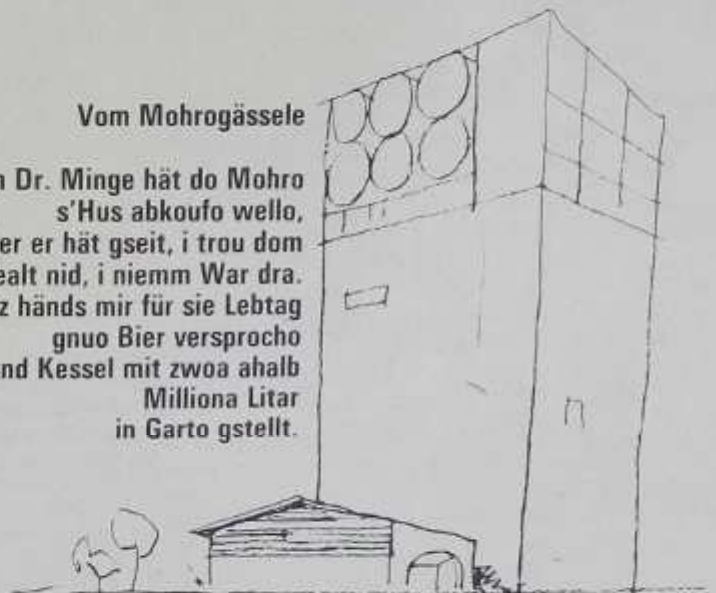 Vom Mohrogässele
Dr. Minge hät do Mohro
s'Hus abkoufo wello,
er hät gseit, i trou dom
nid, i niemm War dra.
händs mir für sie Lebtag
gnuo Bier versprocho
Kessel mit zwoa ahalb
Milliona Litar
in Garto gstellt.